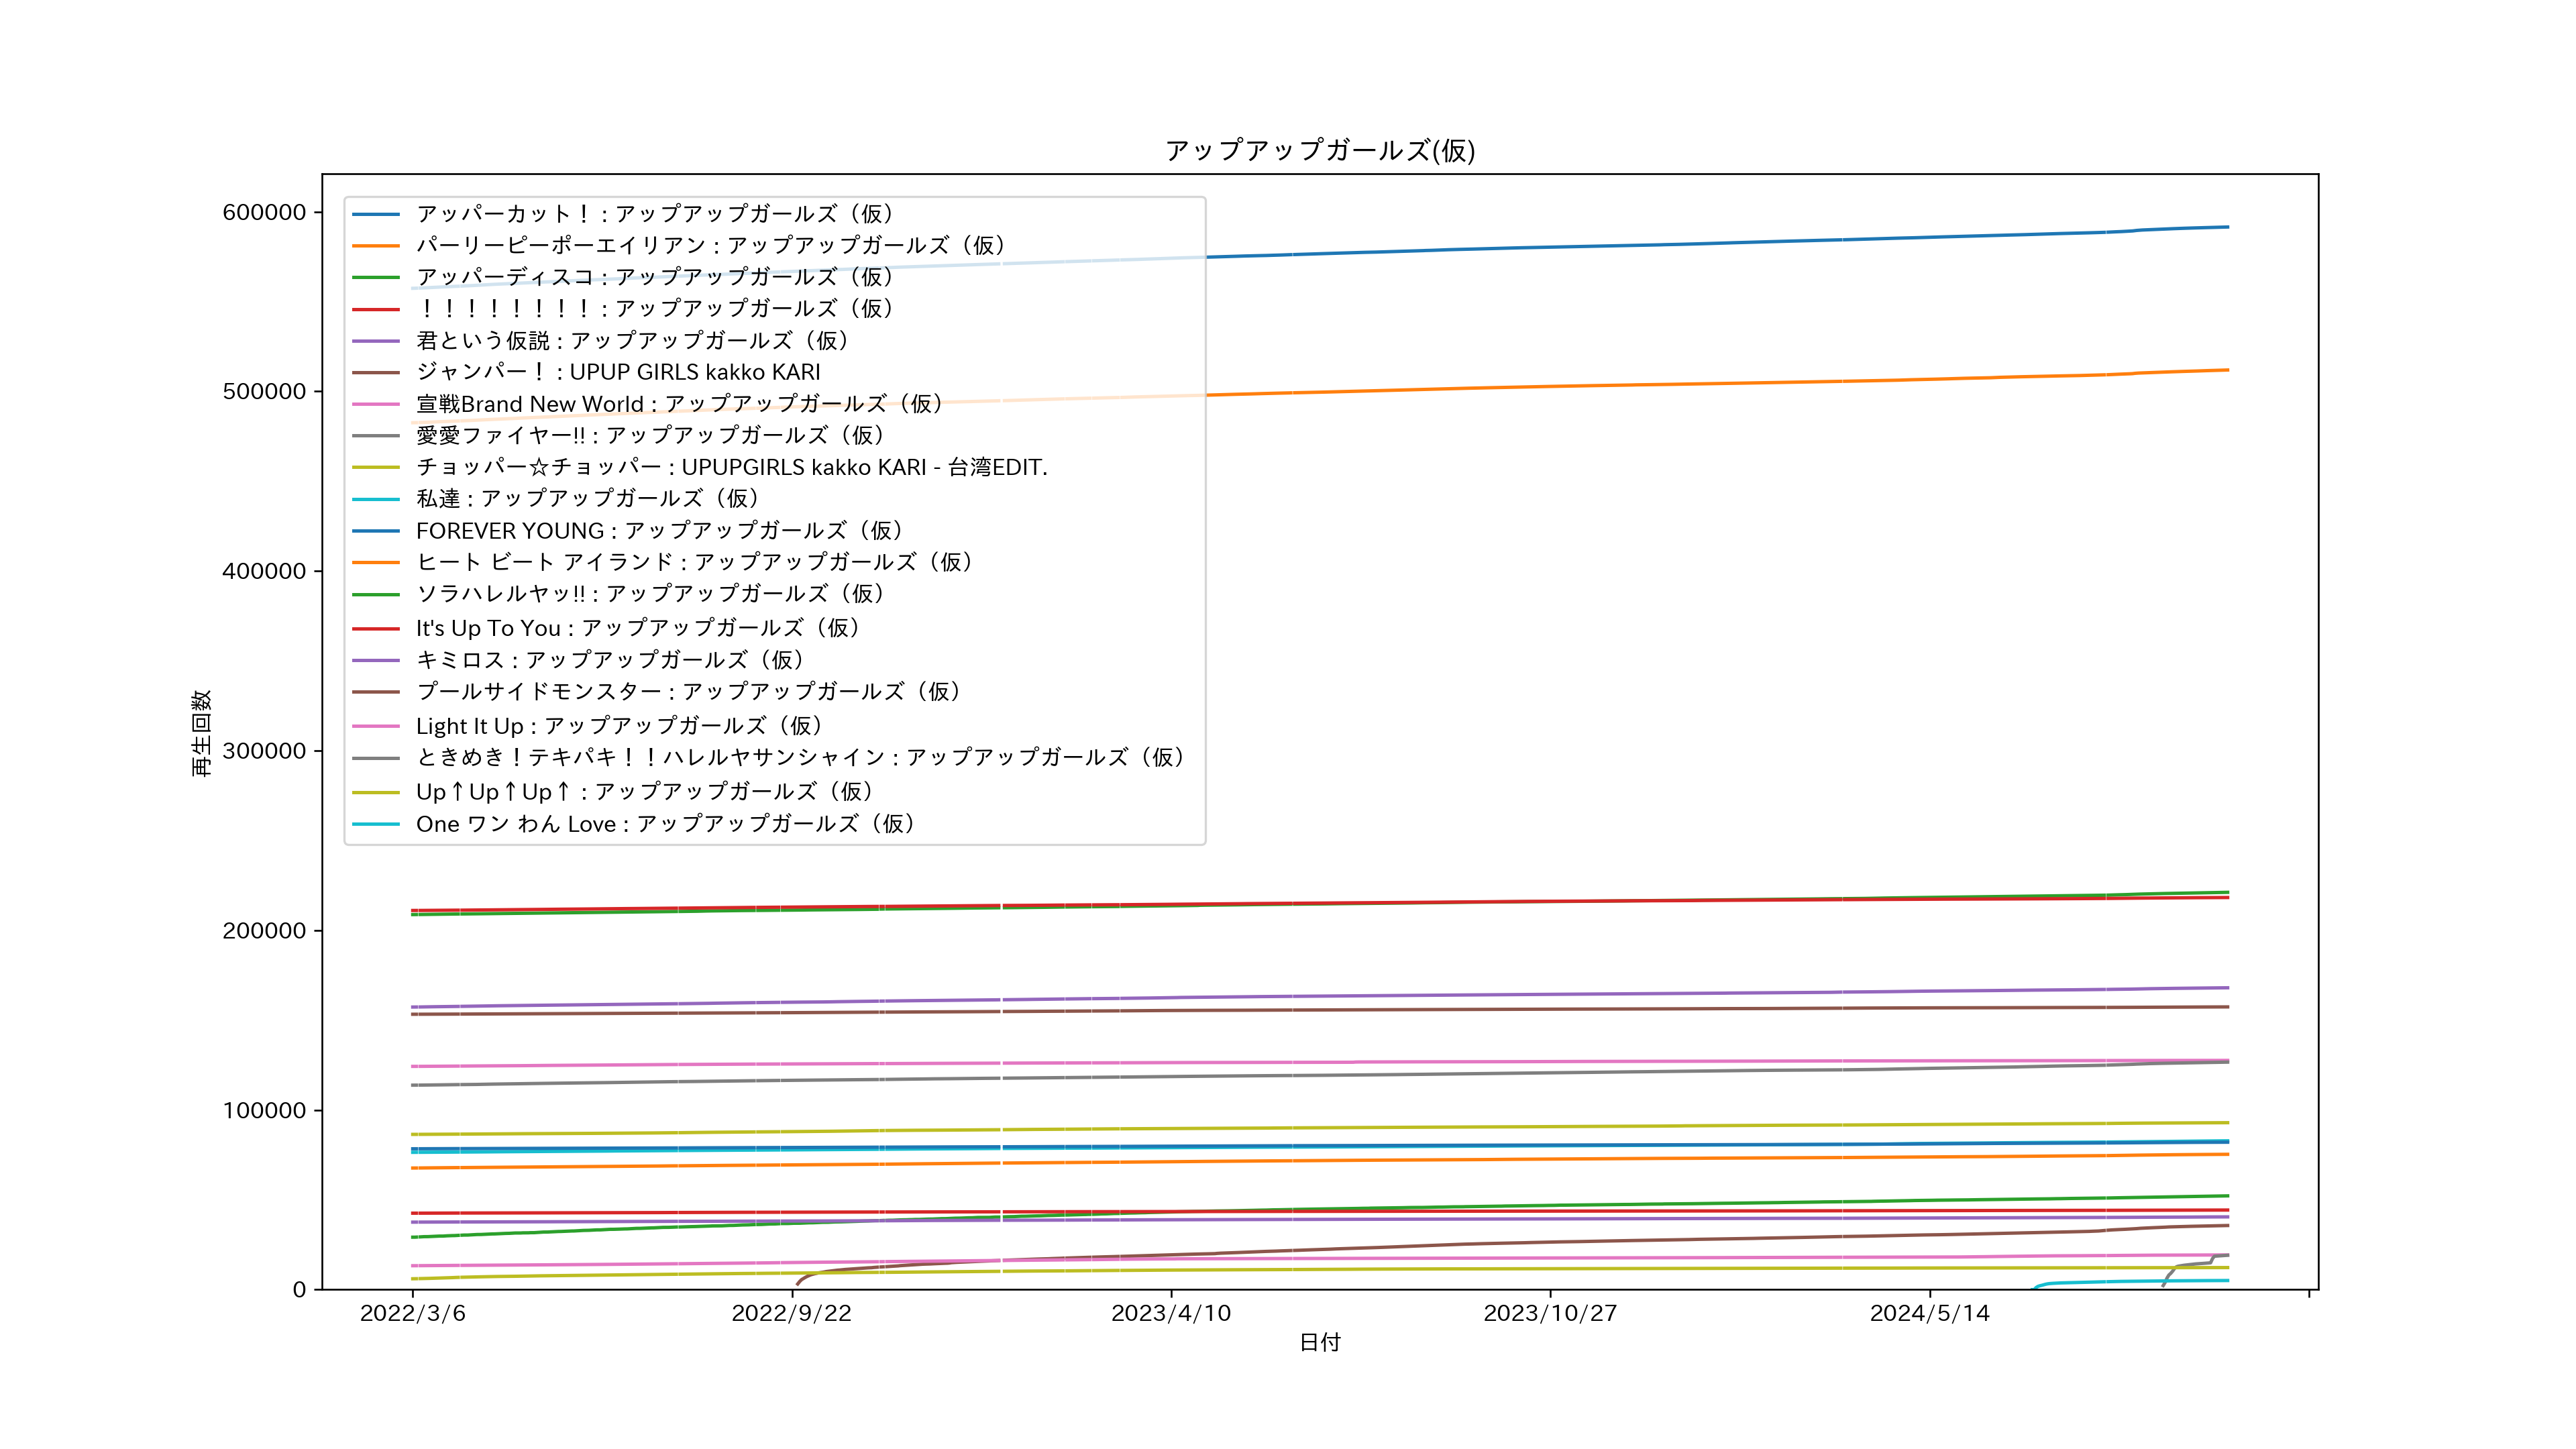 アップアップガールズ(仮)
600000
500000
400000
300000
200000
100000
0
再生回数
アッパーカット！ : アップアップガールズ（仮）
パーリーピーポーエイリアン : アップアップガールズ（仮）
アッパーディスコ : アップアップガールズ（仮）
！！！！！！！！ : アップアップガールズ（仮）
君という仮説 : アップアップガールズ（仮）
ジャンパー！ : UPUP GIRLS kakko KARI
宣戦Brand New World : アップアップガールズ（仮）
愛愛ファイヤー!! : アップアップガールズ（仮）
チョッパー☆チョッパー : UPUPGIRLS kakko KARI - 台湾EDIT.
私達 : アップアップガールズ（仮）
FOREVER YOUNG : アップアップガールズ（仮）
ヒート ビート アイランド : アップアップガールズ（仮）
ソラハレルヤッ!! : アップアップガールズ（仮）
It's Up To You : アップアップガールズ（仮）
キミロス : アップアップガールズ（仮）
プールサイドモンスター : アップアップガールズ（仮）
Light It Up : アップアップガールズ（仮）
ときめき！テキパキ！！ハレルヤサンシャイン : アップアップガールズ（仮）
Up↑Up↑Up↑ : アップアップガールズ（仮）
One ワン わん Love : アップアップガールズ（仮）
2022/3/6
2022/9/22
2023/4/10
2023/10/27
2024/5/14
日付